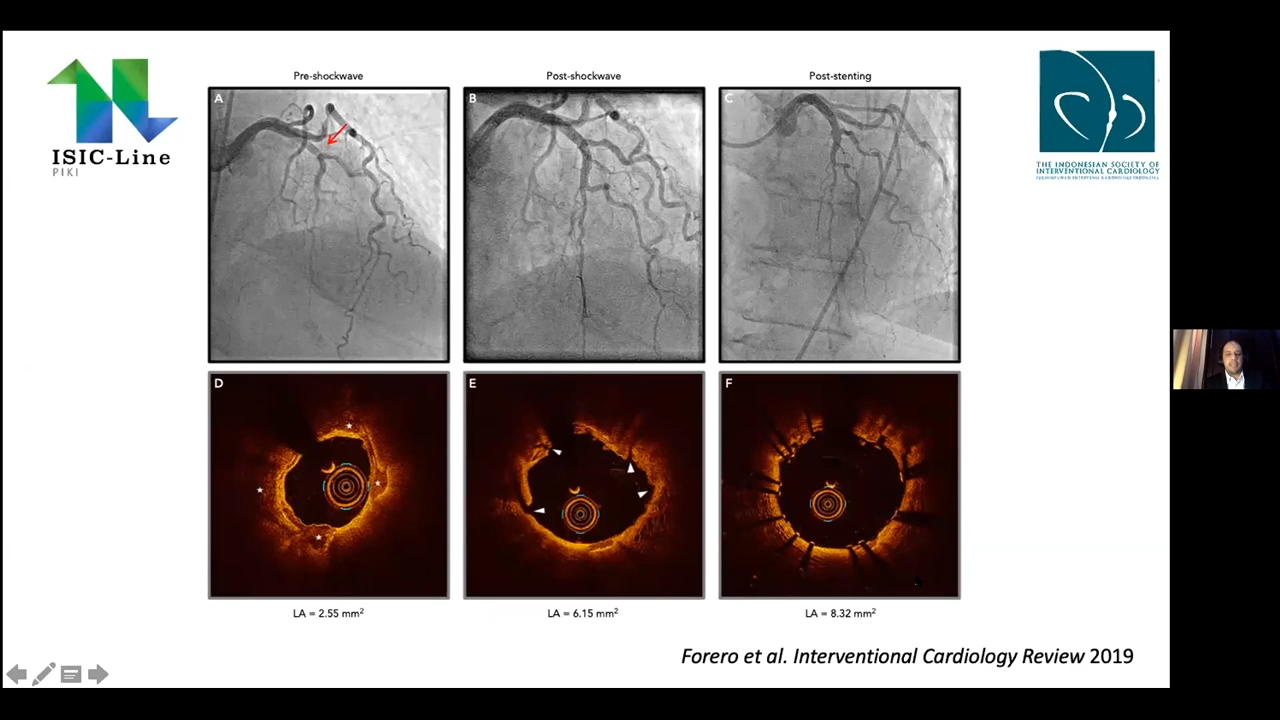 ISIC-Line
PIKI
Pre-shockwave
Post-shockwave
Post-stenting
THE INDONESIAN SOCIETY OF
INTERVENTIONAL CARDIOLOGY
A
B
C
D
E
F
LA = 2.55 mm²
LA = 6.15 mm²
LA = 8.32 mm²
Forero et al. Interventional Cardiology Review 2019